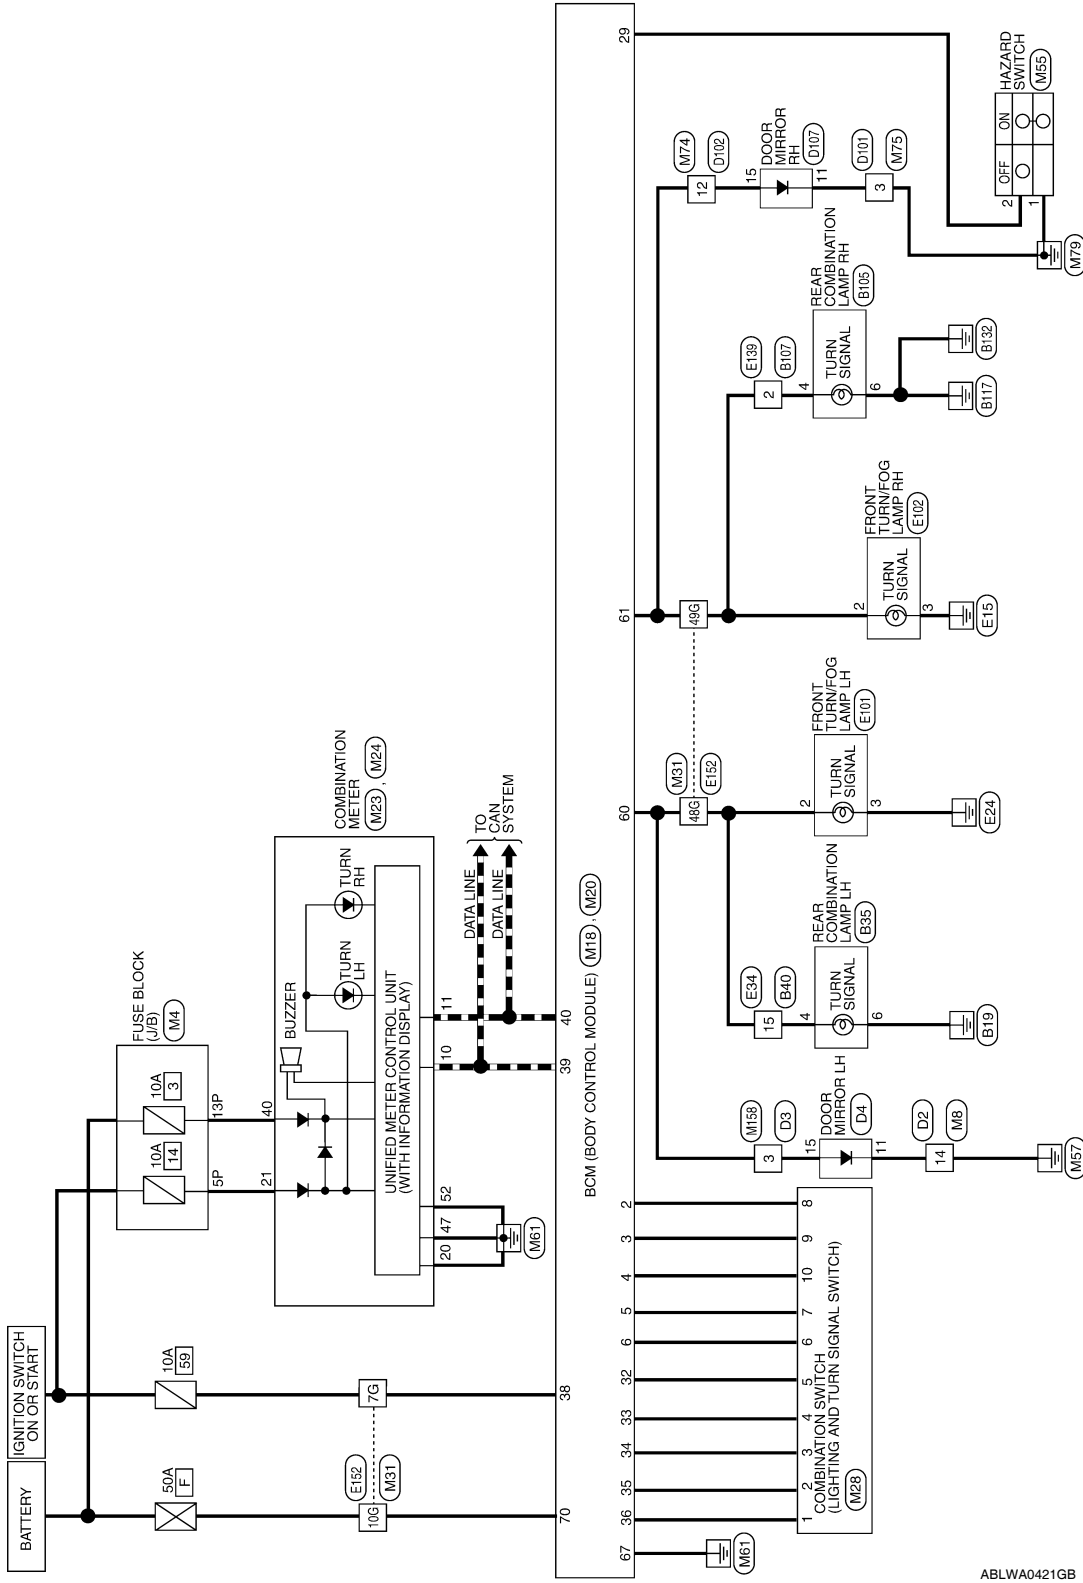 BATTERY
IGNITION SWITCH
ON OR START
50A
F
10A
59
E152
M31
10G
7G
70
38
FUSE BLOCK
(J/B)
M4
10A
14
10A
3
5P
13P
21
40
COMBINATION
METER
M23 , M24
BUZZER
TURN
LH
TURN
RH
UNIFIED METER CONTROL UNIT
(WITH INFORMATION DISPLAY)
20
47
52
M61
10
11
DATA LINE
DATA LINE
TO
CAN
SYSTEM
39
40
BCM (BODY CONTROL MODULE) M18 , M20
67
36
35
34
33
32
6
5
4
3
2
60
61
29
M61
1
2
3
4
5
6
7
10
9
8
COMBINATION SWITCH
(LIGHTING AND TURN SIGNAL SWITCH)
M28
M158
D3
3
15
DOOR
MIRROR LH
D4
11
D2
M8
14
M57
E34
B40
15
4
REAR
COMBINATION
LAMP LH
B35
TURN
SIGNAL
6
B19
M31
E152
48G
2
FRONT
TURN/FOG
LAMP LH
E101
TURN
SIGNAL
3
E24
49G
2
FRONT
TURN/FOG
LAMP RH
E102
TURN
SIGNAL
3
E15
E139
B107
2
4
REAR
COMBINATION
LAMP RH
B105
TURN
SIGNAL
6
B117
B132
M74
D102
12
15
DOOR
MIRROR
RH
D107
11
D101
M75
3
M79
HAZARD
SWITCH
M55
OFF
ON
2
1
ABLWA0421GB